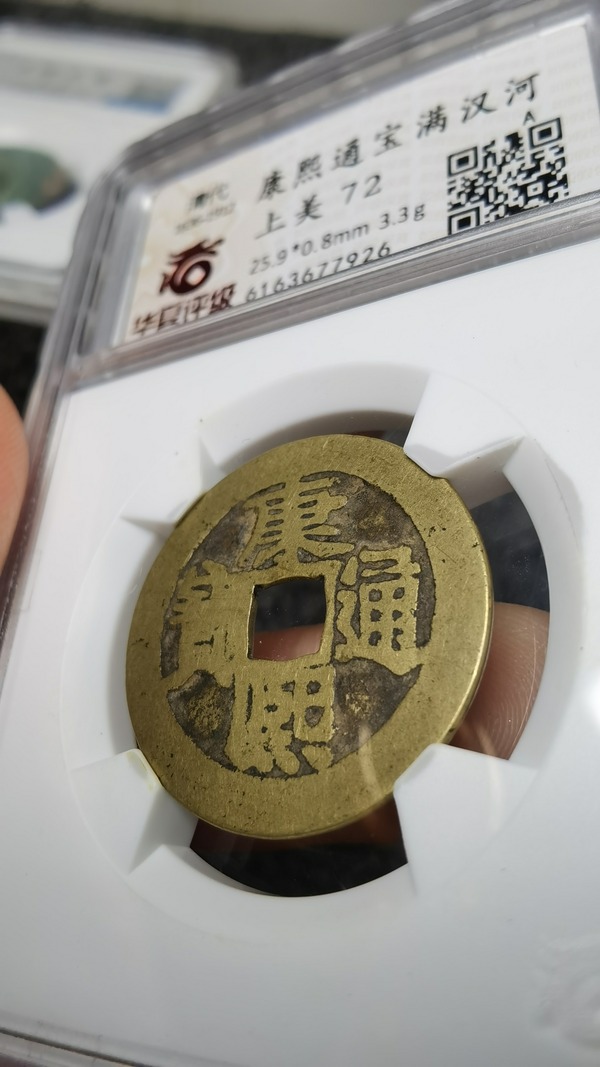 康熙通宝满汉河
A
清代
上美 72
25.9*0.8mm 3.3g
6163677926
华夏评级
康熙通寶